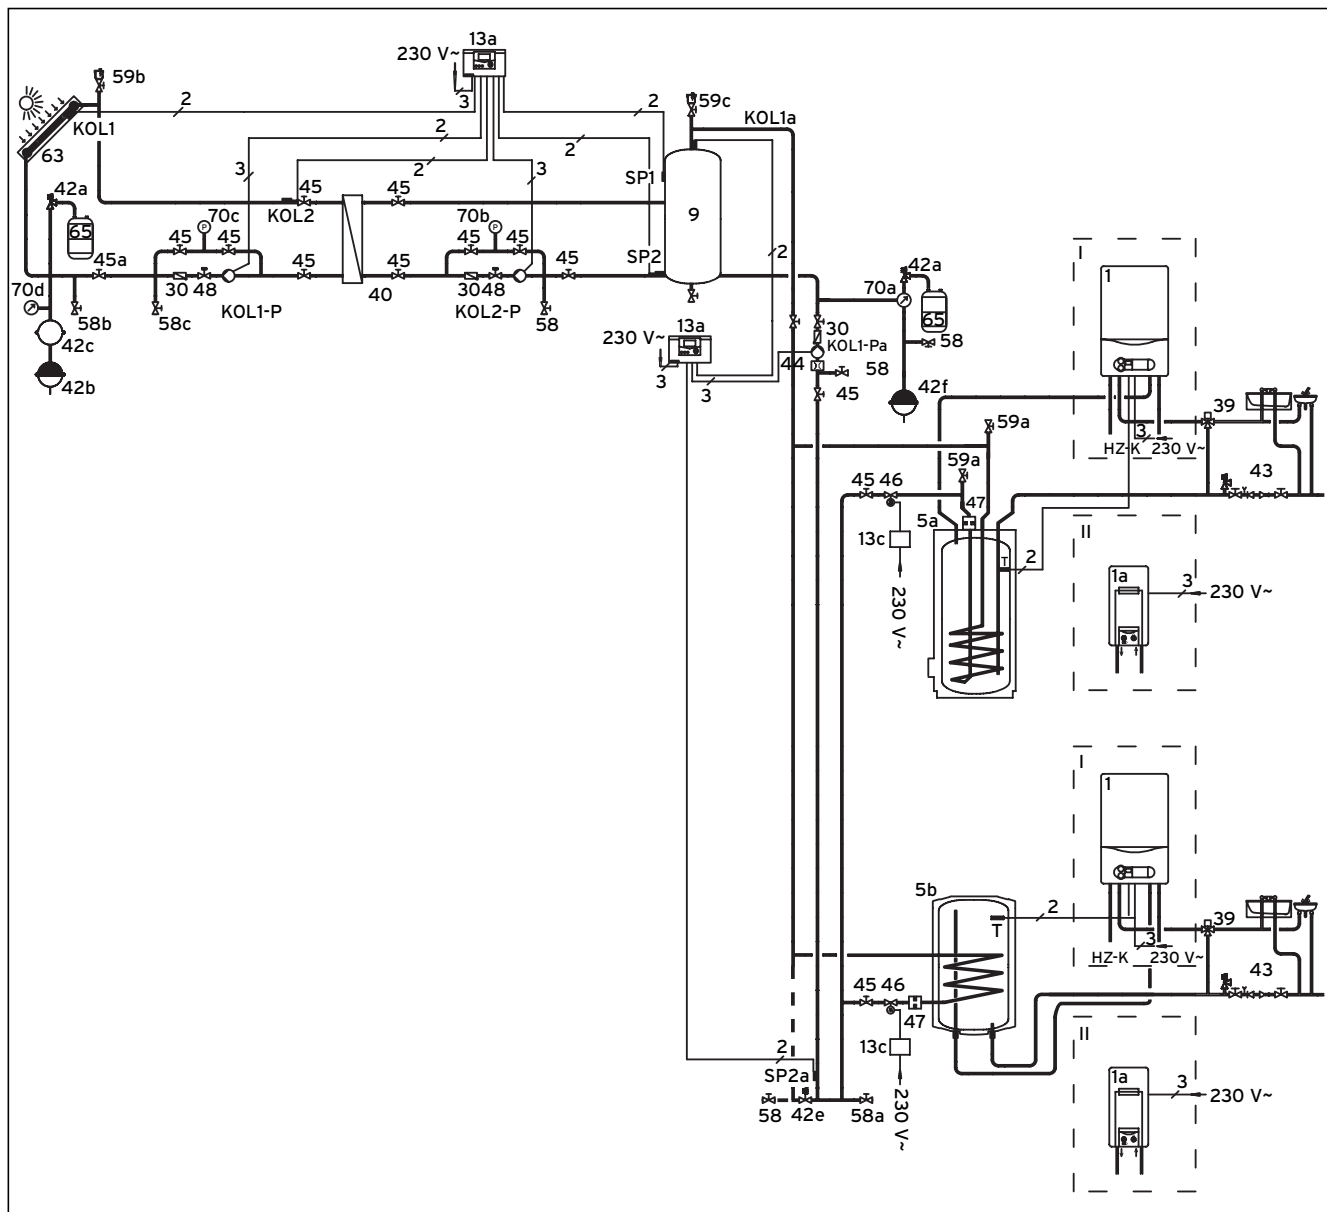 13a
230 V~
3
59b
2
KOL1
63
2
2
2
2
3
3
59c
KOL1a
SP1
9
SP2
42a
65
45a
70d
58b
42c
42b
45
70c
45
30
48
58c
KOL1-P
KOL2
45
45
45
45
40
70b
45
45
30
48
KOL2-P
45
58
P
P
2
13a
230 V~
3
3
30
KOL1-Pa
44
58
45
70a
42a
65
58
42f
I
1
HZ-K
3
230 V~
39
43
59a
59a
45
46
47
5a
13c
230 V~
T
2
II
1a
3
230 V~
I
1
HZ-K
3
230 V~
39
43
5b
T
2
45
46
47
13c
230 V~
2
SP2a
58
42e
58a
II
1a
3
230 V~